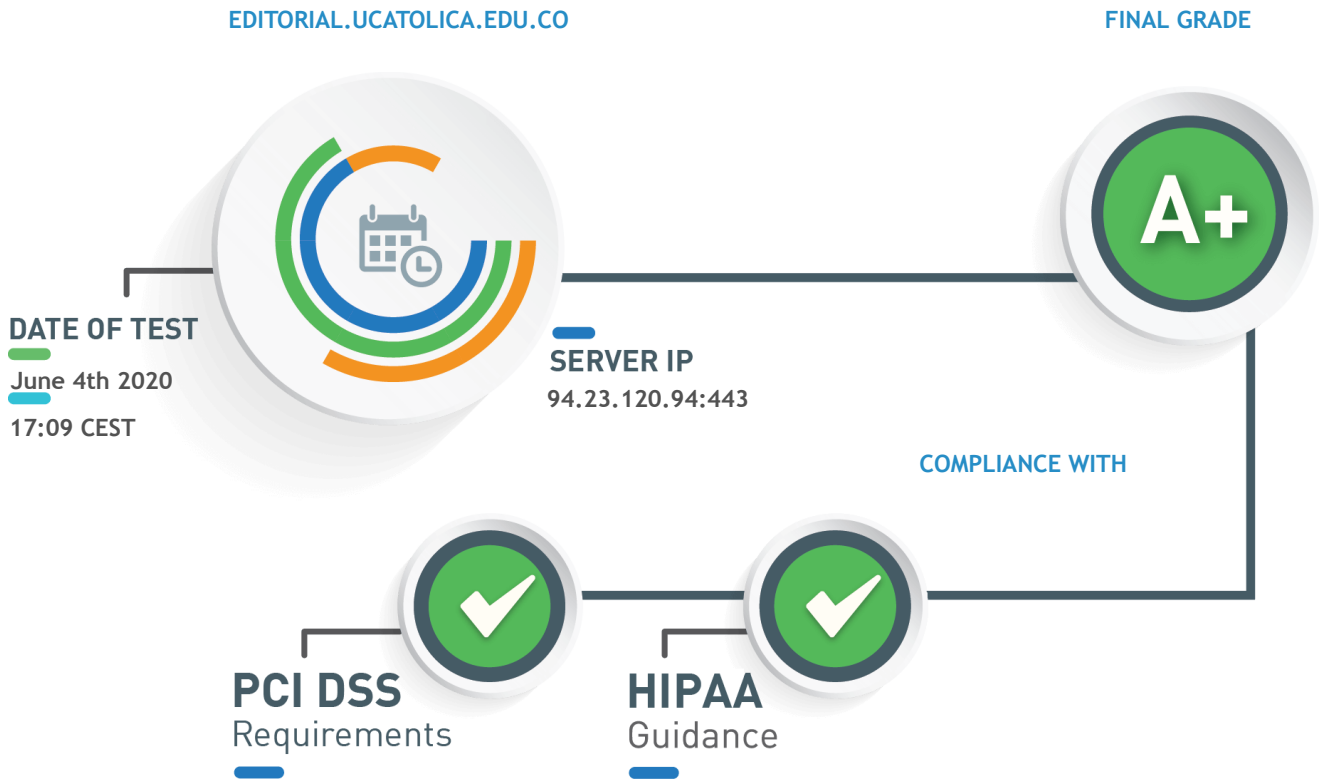 EDITORIAL.UCATOLICA.EDU.CO
FINAL GRADE
A+
DATE OF TEST
June 4th 2020
17:09 CEST
SERVER IP
94.23.120.94:443
COMPLIANCE WITH
PCI DSS
Requirements
HIPAA
Guidance